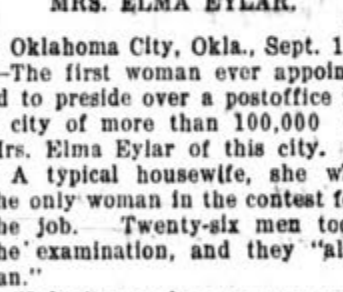 MRS. ELMA EYLAR.
Oklahoma City, Okla., Sept. 1
—The first woman ever appoin
d to preside over a postoffice
city of more than 100,000
rs. Elma Eylar of this city.
A typical housewife, she w
he only woman in the contest f
he job. Twenty-six men too
he examination, and they "al
an."